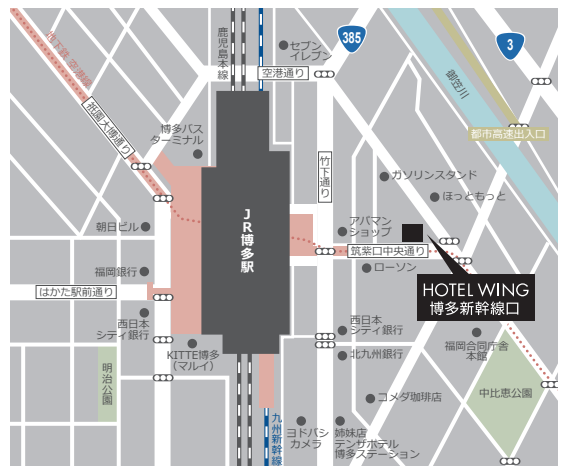 地下鉄 空港線
鹿児島本線
セブン
イレブン
385
3
空港通り
御笠川
都市高速出入口
祇園大博通り
博多バス
ターミナル
竹下通り
ガソリンスタンド
ほっともっと
朝日ビル
JR博多駅
アパマン
ショップ
筑紫口中央通り
福岡銀行
ローソン
はかた駅前通り
HOTEL WING
博多新幹線口
西日本
シティ銀行
西日本
シティ銀行
福岡合同庁舎
本館
KITTE博多
(マルイ)
北九州銀行
明治公園
コメダ珈琲店
中比恵公園
九州新幹線
ヨドバシ
カメラ
姉妹店
デンザホテル
博多ステーション